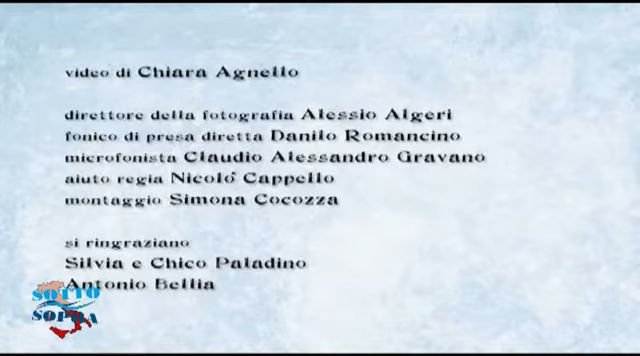 video di Chiara Agnello
direttore della fotografia Alessio Algeri
fonico di presa diretta Danilo Romancino
microfonista Claudio Alessandro Gravano
aiuto regia Nicolò Cappello
montaggio Simona Cocozza
si ringraziano
Silvia e Chico Paladino
Antonio Bellia
SOTTO
SOPRA